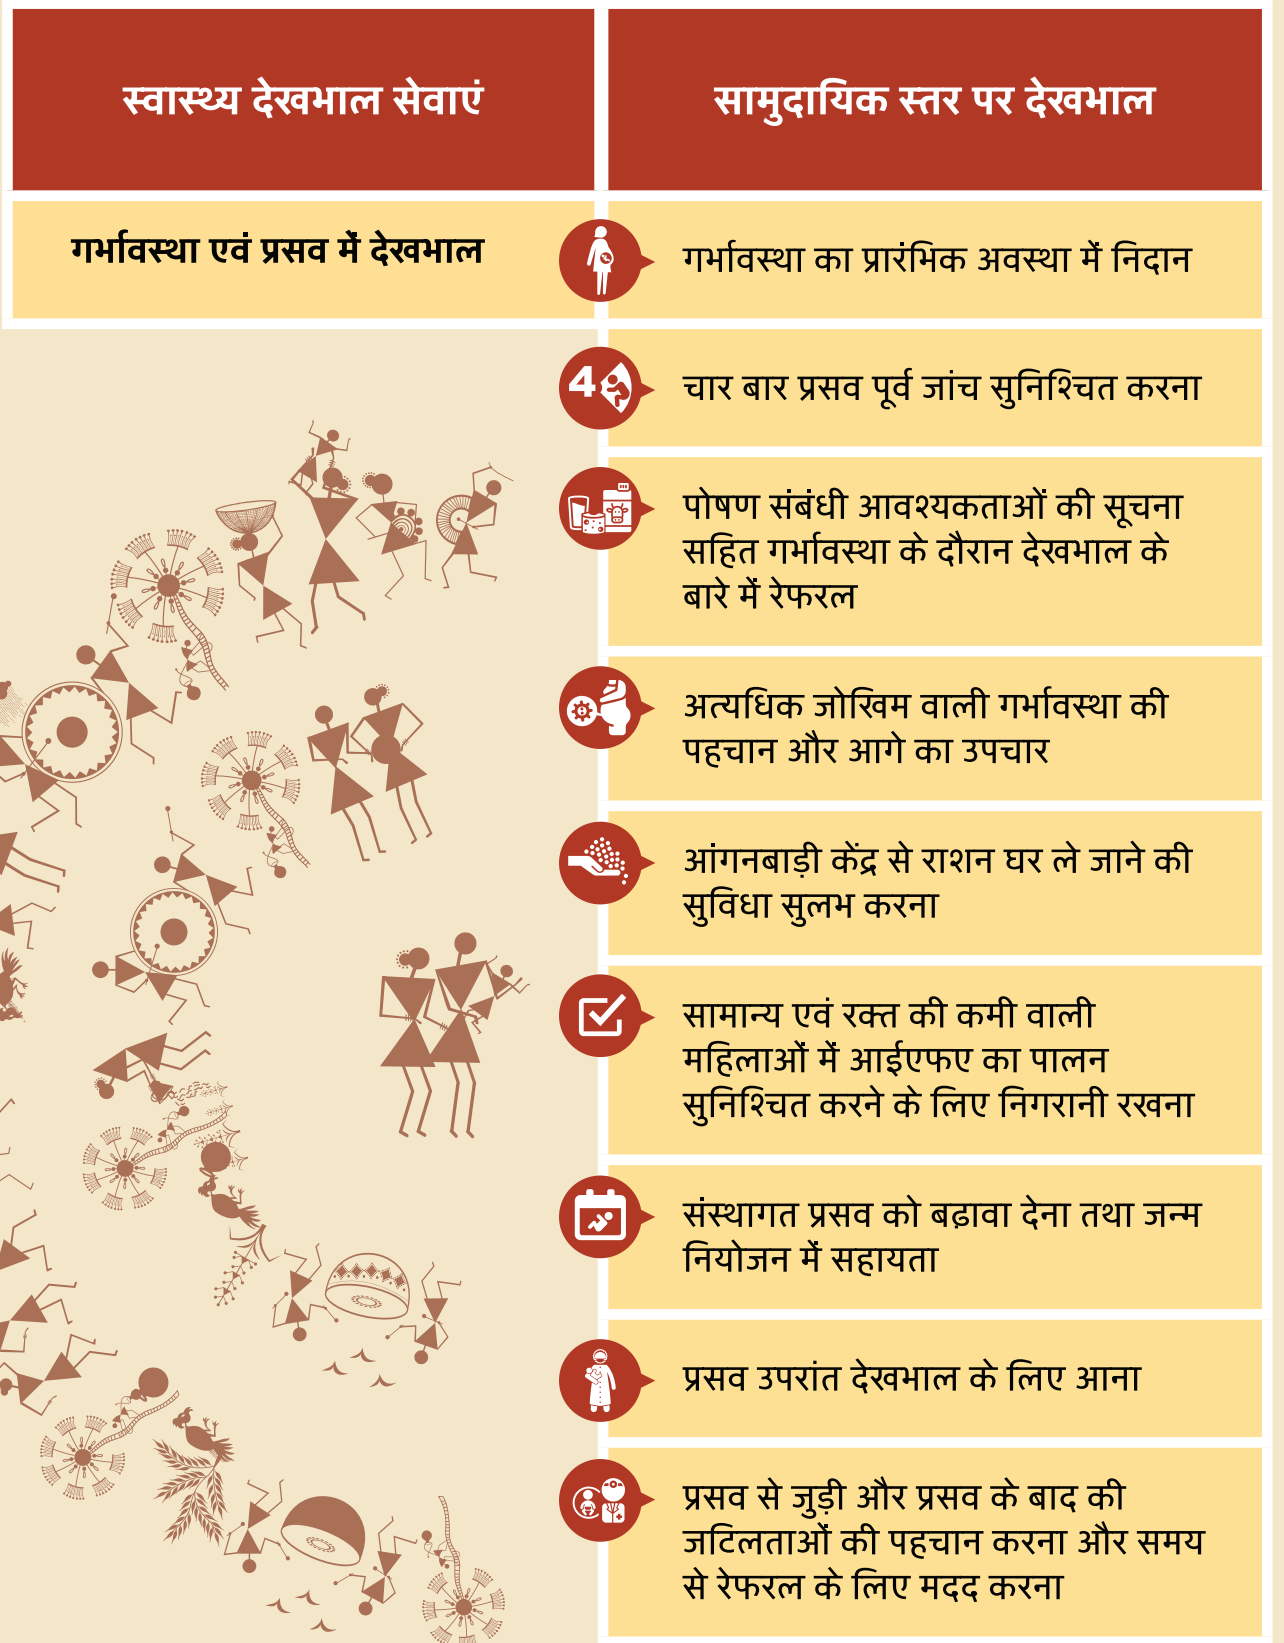 स्वास्थ्य देखभाल सेवाएं
सामुदायिक स्तर पर देखभाल
गर्भावस्था एवं प्रसव में देखभाल
गर्भावस्था का प्रारंभिक अवस्था में निदान
4
चार बार प्रसव पूर्व जांच सुनिश्चित करना
पोषण संबंधी आवश्यकताओं की सूचना
सहित गर्भावस्था के दौरान देखभाल के
बारे में रेफरल
अत्यधिक जोखिम वाली गर्भावस्था की
पहचान और आगे का उपचार
आंगनबाड़ी केंद्र से राशन घर ले जाने की
सुविधा सुलभ करना
सामान्य एवं रक्त की कमी वाली
महिलाओं में आईएफए का पालन
सुनिश्चित करने के लिए निगरानी रखना
संस्थागत प्रसव को बढ़ावा देना तथा जन्म
नियोजन में सहायता
प्रसव उपरांत देखभाल के लिए आना
प्रसव से जुड़ी और प्रसव के बाद की
जटिलताओं की पहचान करना और समय
से रेफरल के लिए मदद करना